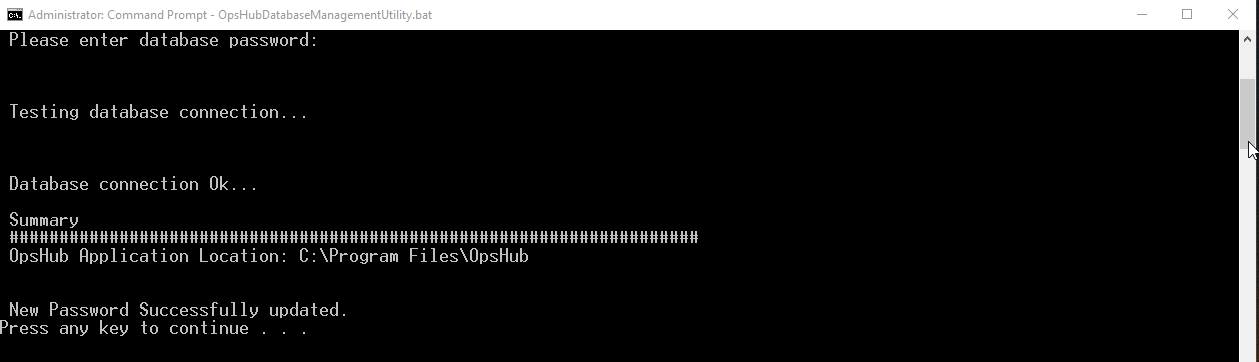 Administrator: Command Prompt - OpsHubDatabaseManagementUtility.bat
Please enter database password:
Testing database connection...
Database connection Ok...
Summary
#####################################################################
OpsHub Application Location: C:\Program Files\OpsHub
New Password Successfully updated.
Press any key to continue . . .